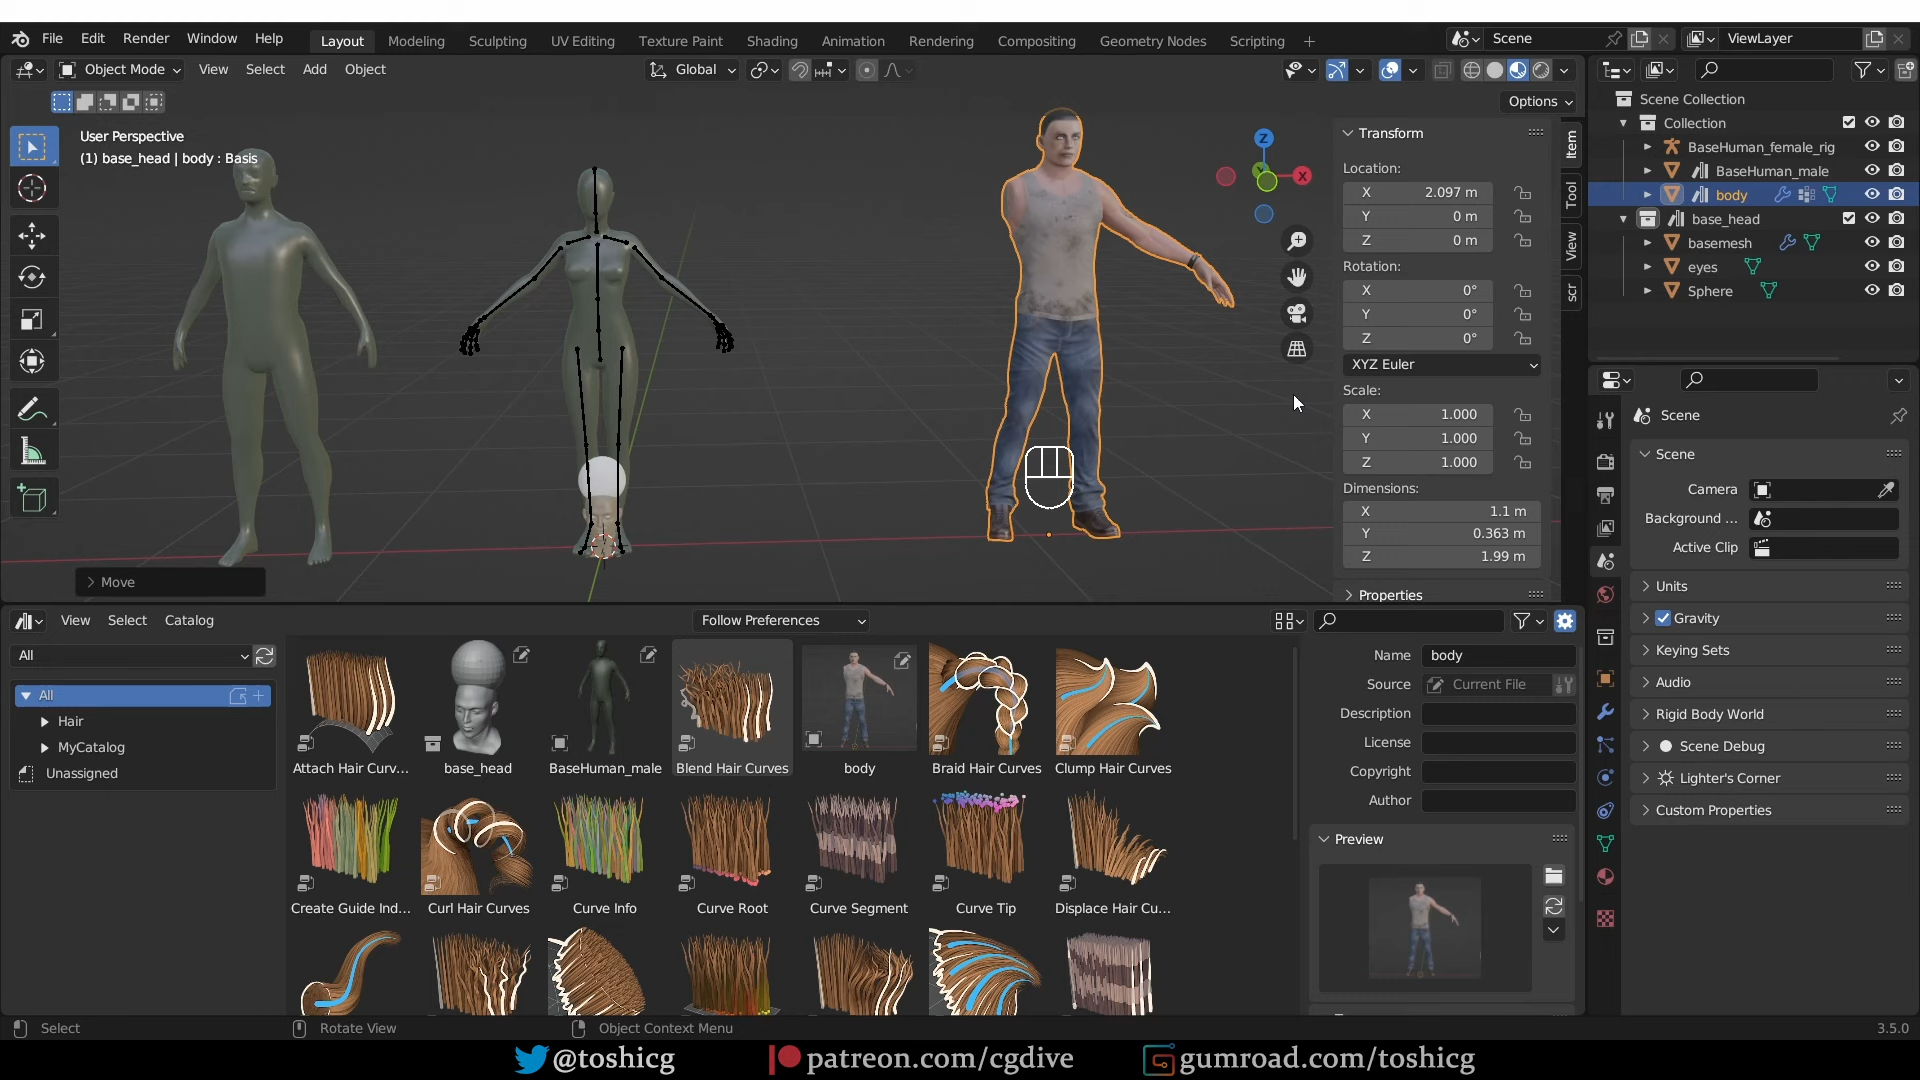 File Edit Render Window Help Layout Modeling Sculpting UV Editing Texture Paint Shading Animation Rendering Compositing Geometry Nodes Scripting + Scene ViewLayer
Object Mode View Select Add Object Global
Options
User Perspective
(1) base_head | body : Basis
Z
X
Y
Move
Transform
Location:
X 2.097 m
Y 0 m
Z 0 m
Rotation:
X 0°
Y 0°
Z 0°
XYZ Euler
Scale:
X 1.000
Y 1.000
Z 1.000
Dimensions:
X 1.1 m
Y 0.363 m
Z 1.99 m
Properties
Item
Tool
View
scr
Scene Collection
Collection
BaseHuman_female_rig
BaseHuman_male
body
base_head
basemesh
eyes
Sphere
Scene
Scene
Camera
Background ...
Active Clip
Units
Gravity
Keying Sets
Audio
Rigid Body World
Scene Debug
Lighter's Corner
Custom Properties
View Select Catalog Follow Preferences
All
All
Hair
MyCatalog
Unassigned
Attach Hair Curv... base_head BaseHuman_male Blend Hair Curves body Braid Hair Curves Clump Hair Curves
Create Guide Ind... Curl Hair Curves Curve Info Curve Root Curve Segment Curve Tip Displace Hair Cu...
Name body
Source Current File
Description
License
Copyright
Author
Preview
Select Rotate View Object Context Menu 3.5.0
@toshicg patreon.com/cgdive gumroad.com/toshicg